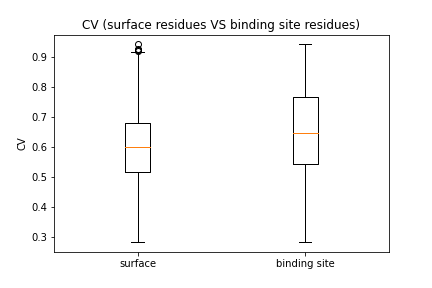 CV (surface residues VS binding site residues)
0.9
0.8
0.7
0.6
0.5
0.4
0.3
CV
surface
binding site